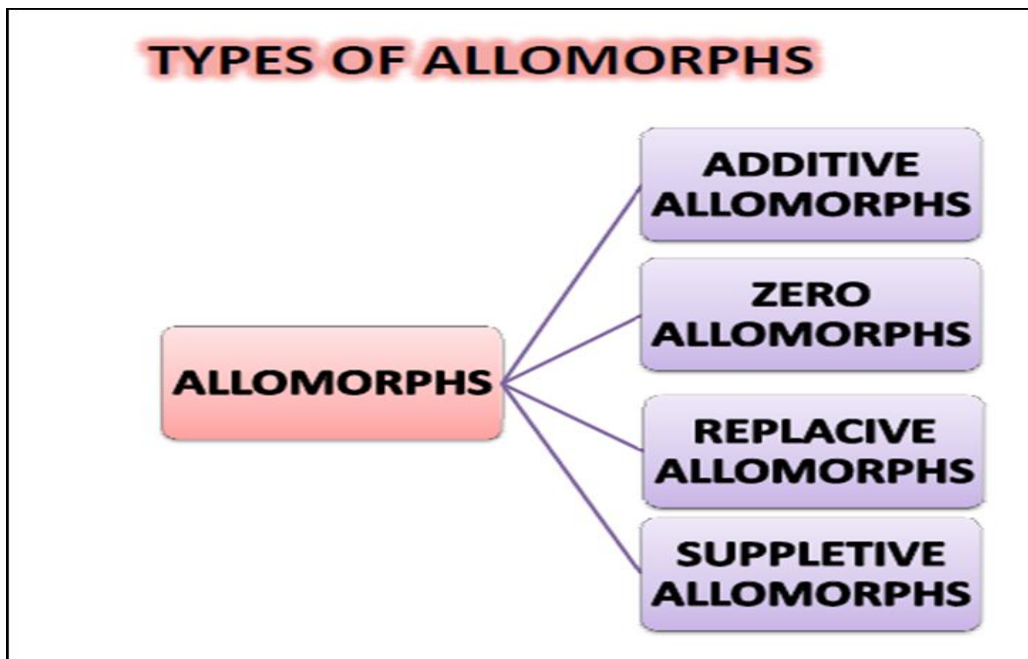 TYPES OF ALLOMORPHS
ALLOMORPHS
ADDITIVE
ALLOMORPHS
ZERO
ALLOMORPHS
REPLACIVE
ALLOMORPHS
SUPPLETIVE
ALLOMORPHS